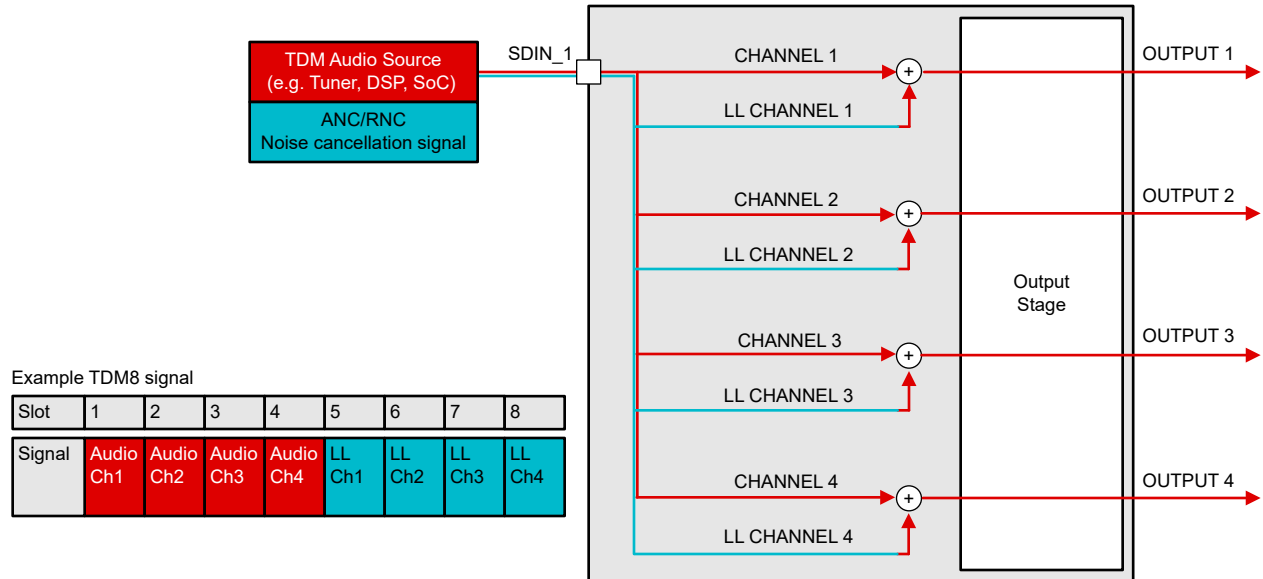 TDM Audio Source
(e.g. Tuner, DSP, SoC)
ANC/RNC
Noise cancellation signal
SDIN_1
CHANNEL 1
+
OUTPUT 1
LL CHANNEL 1
CHANNEL 2
+
OUTPUT 2
LL CHANNEL 2
Output
Stage
CHANNEL 3
+
OUTPUT 3
LL CHANNEL 3
CHANNEL 4
+
OUTPUT 4
LL CHANNEL 4
Example TDM8 signal
Slot 1 2 3 4 5 6 7 8
Signal Audio Audio Audio Audio LL LL LL LL
Ch1 Ch2 Ch3 Ch4 Ch1 Ch2 Ch3 Ch4